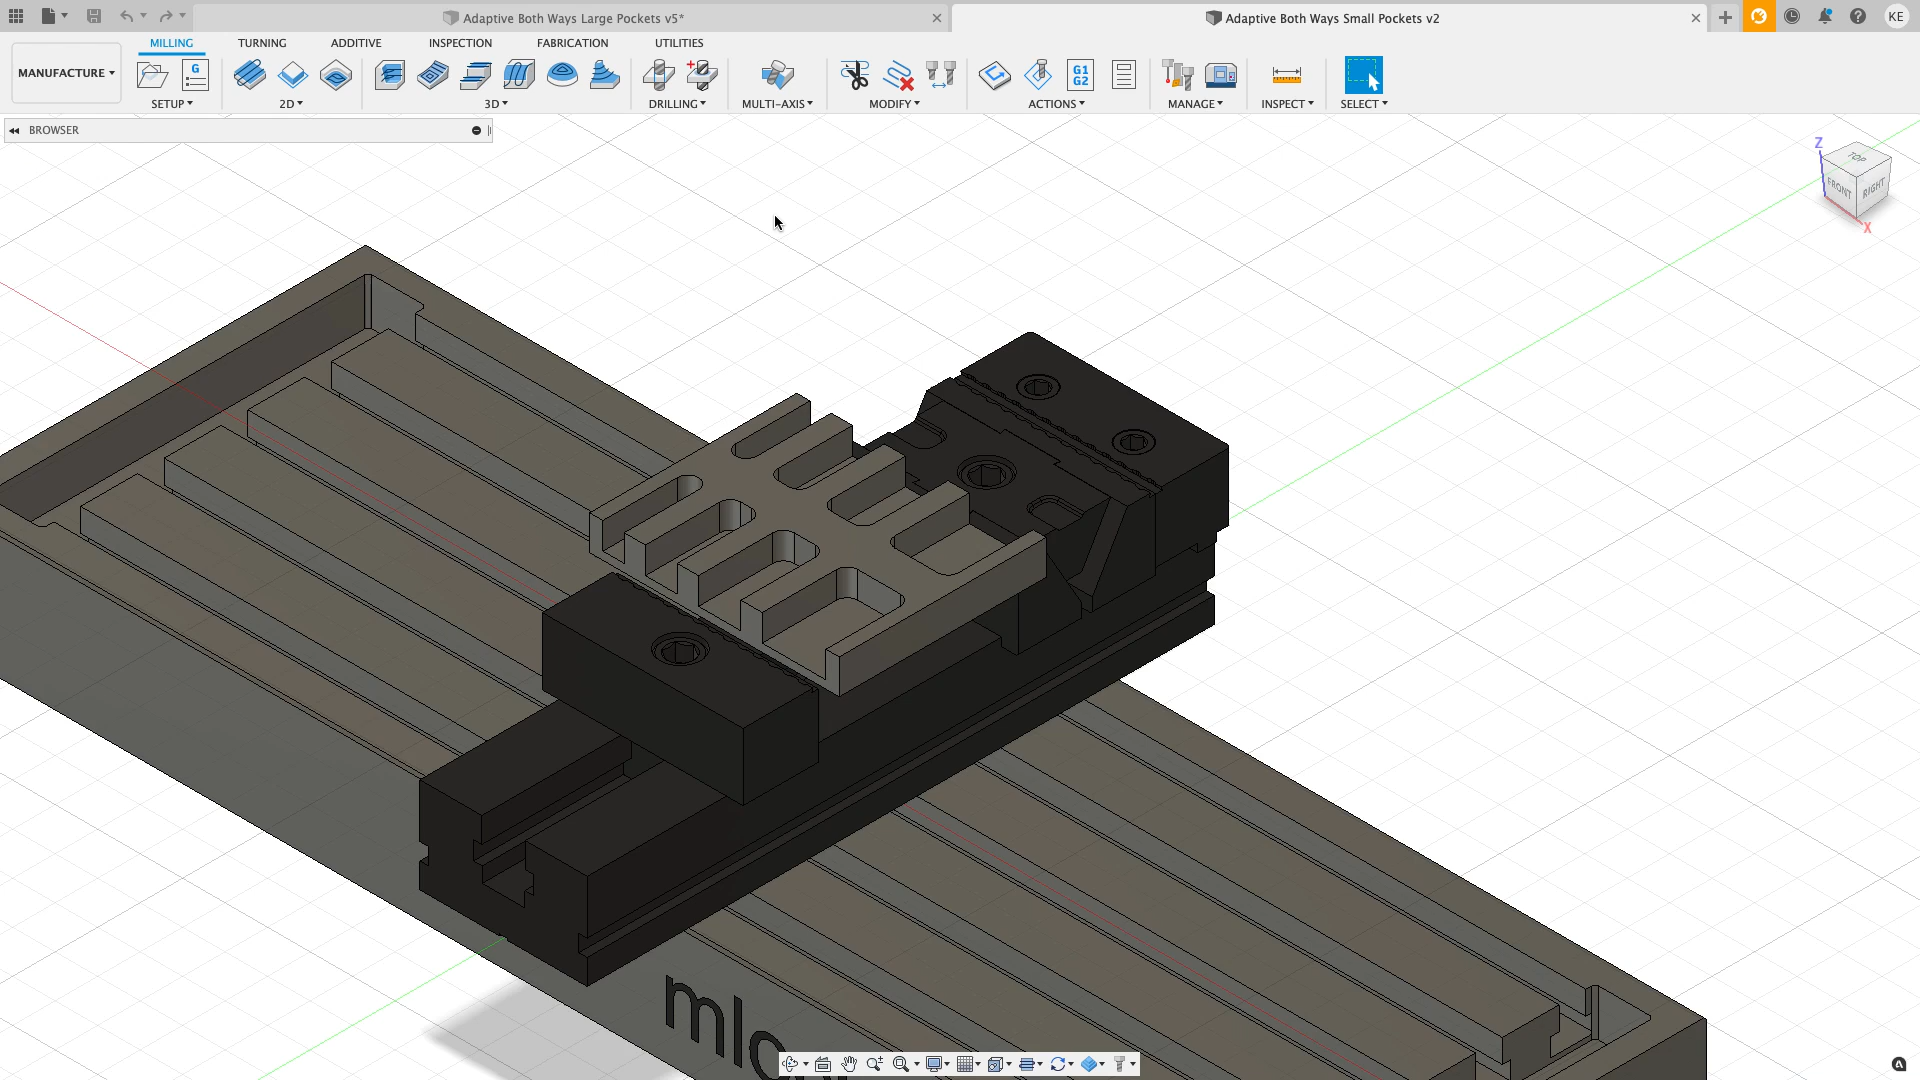 Adaptive Both Ways Large Pockets v5*
Adaptive Both Ways Small Pockets v2
KE
MANUFACTURE
MILLING
TURNING
ADDITIVE
INSPECTION
FABRICATION
UTILITIES
G
G1
G2
SETUP
2D
3D
DRILLING
MULTI-AXIS
MODIFY
ACTIONS
MANAGE
INSPECT
SELECT
BROWSER
Z
TOP
FRONT
RIGHT
X